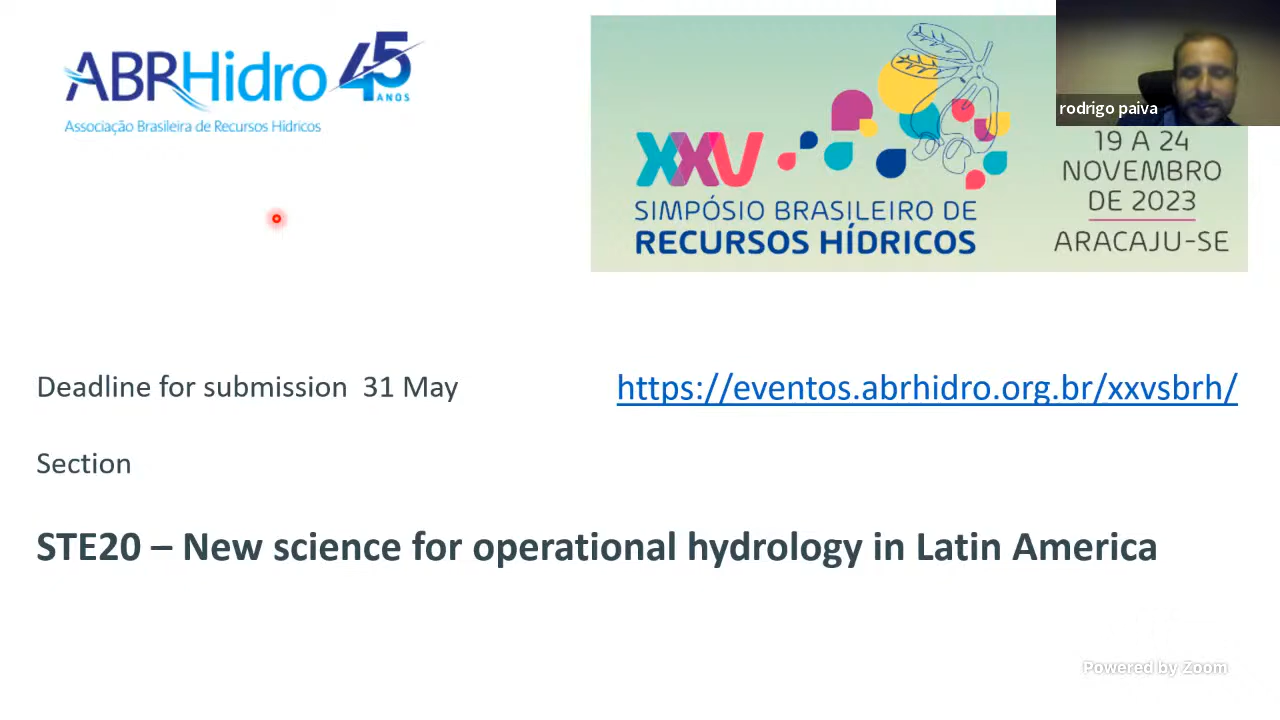 ABRHidro 45
ANOS
Associação Brasileira de Recursos Hídricos
XXV
SIMPÓSIO BRASILEIRO DE
RECURSOS HÍDRICOS
rodrigo paiva
19 A 24
NOVEMBRO
DE 2023
ARACAJU-SE
Deadline for submission 31 May
https://eventos.abrhidro.org.br/xxvsbrh/
Section
STE20 – New science for operational hydrology in Latin America
Powered by Zoom